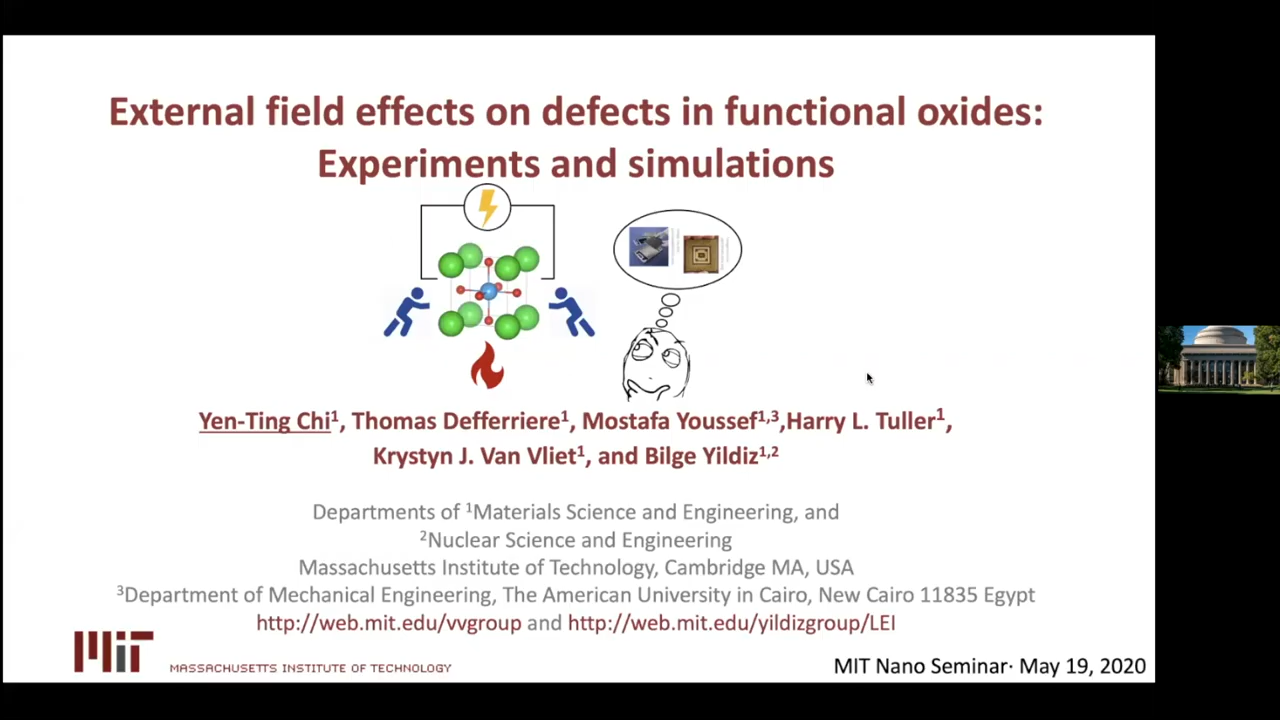 External field effects on defects in functional oxides:
Experiments and simulations
Yen-Ting Chi¹, Thomas Defferriere¹, Mostafa Youssef¹,³,Harry L. Tuller¹,
Krystyn J. Van Vliet¹, and Bilge Yildiz¹,²
Departments of ¹Materials Science and Engineering, and
²Nuclear Science and Engineering
Massachusetts Institute of Technology, Cambridge MA, USA
³Department of Mechanical Engineering, The American University in Cairo, New Cairo 11835 Egypt
http://web.mit.edu/vvgroup and http://web.mit.edu/yildizgroup/LEI
MIT
MASSACHUSETTS INSTITUTE OF TECHNOLOGY
MIT Nano Seminar· May 19, 2020